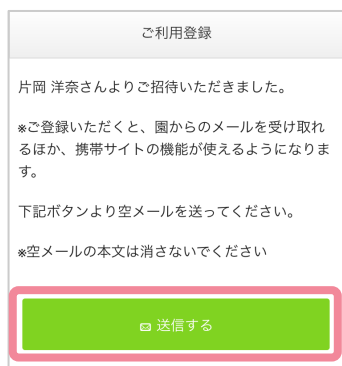 ご利用登録
片岡 洋奈さんよりご招待いただきました。
※ご登録いただくと、園からのメールを受け取れ
るほか、携帯サイトの機能が使えるようになりま
す。
下記ボタンより空メールを送ってください。
※空メールの本文は消さないでください
送信する